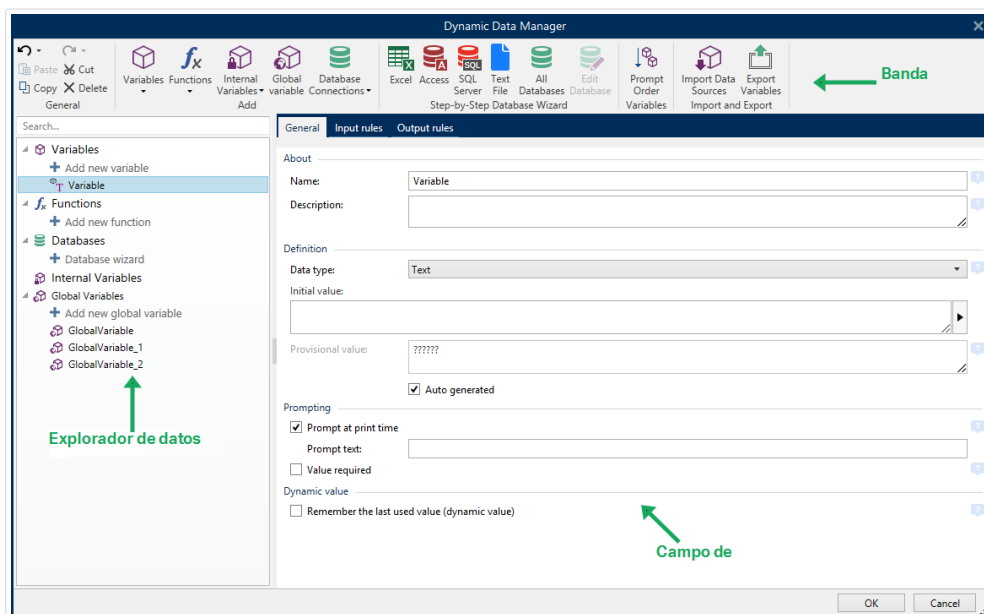 Dynamic Data Manager
Paste Cut
Copy Delete
General
Variables Functions Internal Variables Global variable Database Connections
Add
Excel Access SQL Server Text File All Databases Edit Database
Step-by-Step Database Wizard
Prompt Order
Variables
Import Data Sources Export Variables
Import and Export
Banda
Search...
General Input rules Output rules
Variables
Add new variable
Variable
Functions
Add new function
Databases
Database wizard
Internal Variables
Global Variables
Add new global variable
GlobalVariable
GlobalVariable_1
GlobalVariable_2
Explorador de datos
About
Name: Variable
Description:
Definition
Data type: Text
Initial value:
Provisional value: ??????
Auto generated
Prompting
Prompt at print time
Prompt text:
Value required
Dynamic value
Remember the last used value (dynamic value)
Campo de
OK Cancel